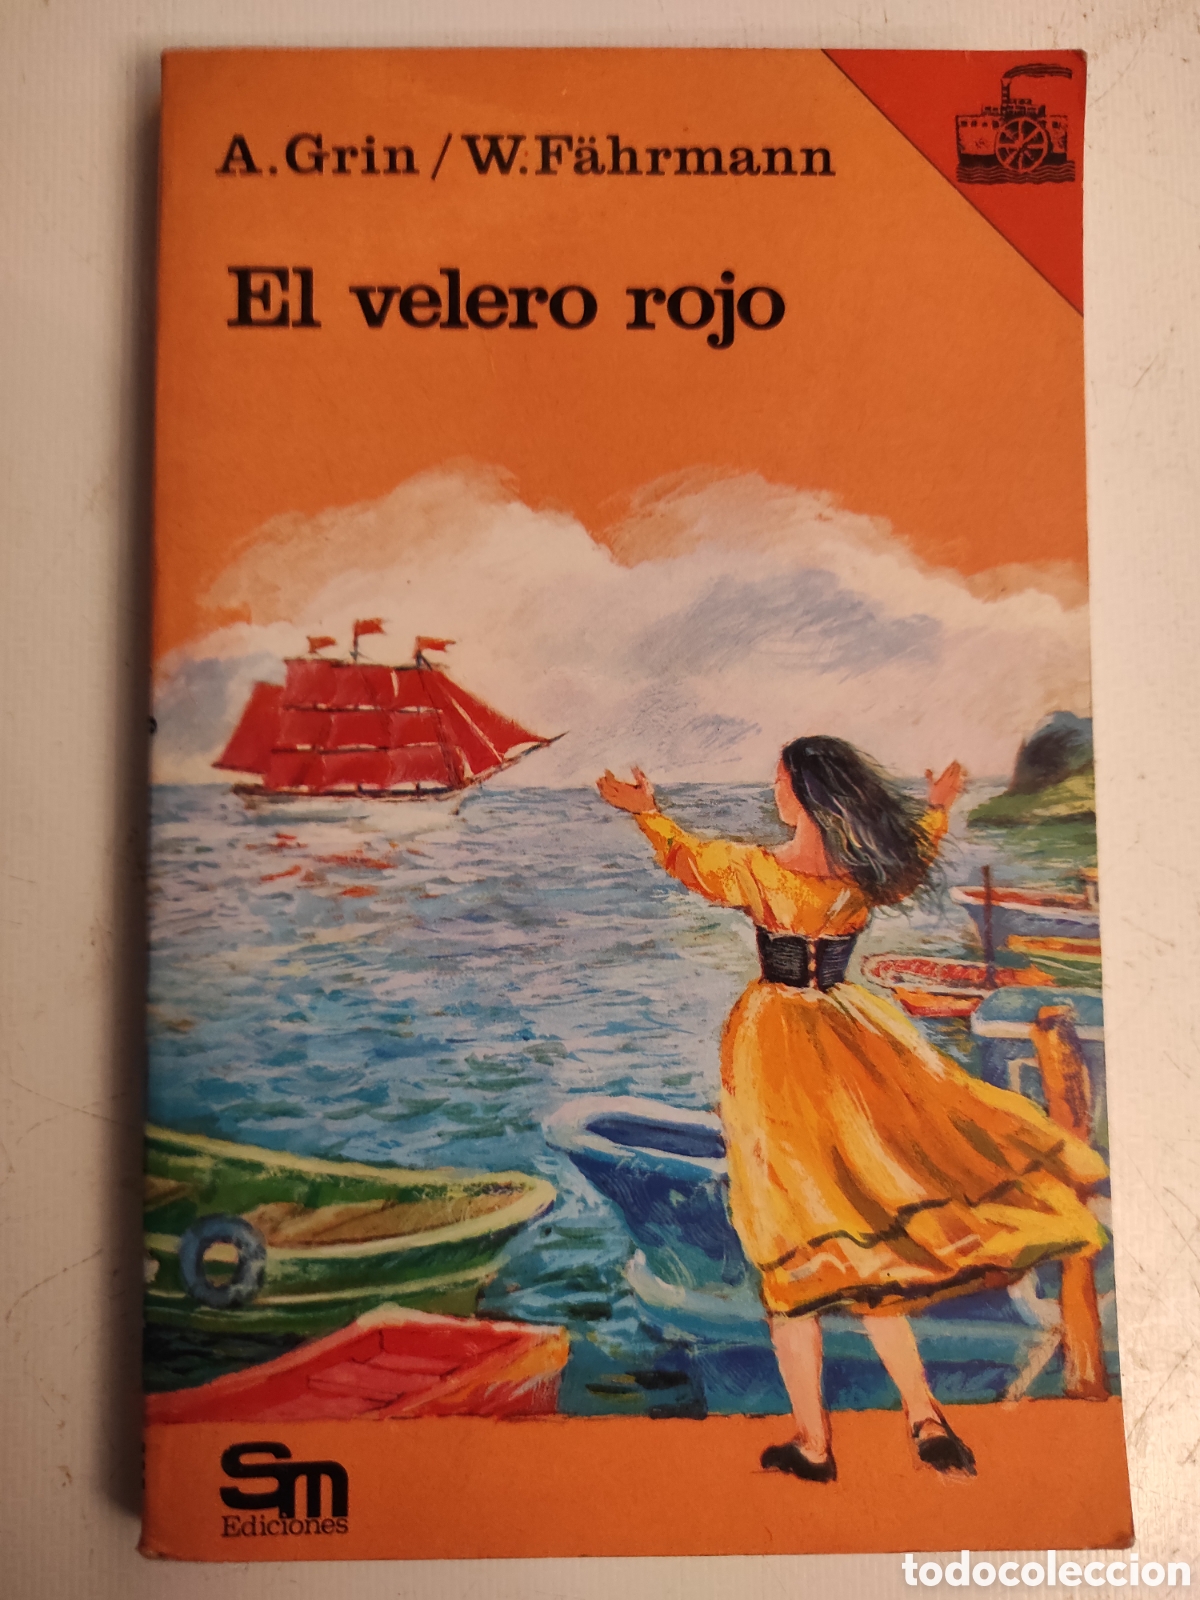 A. Grin / W. Fährmann
El velero rojo
Sm
Ediciones
todocoleccion